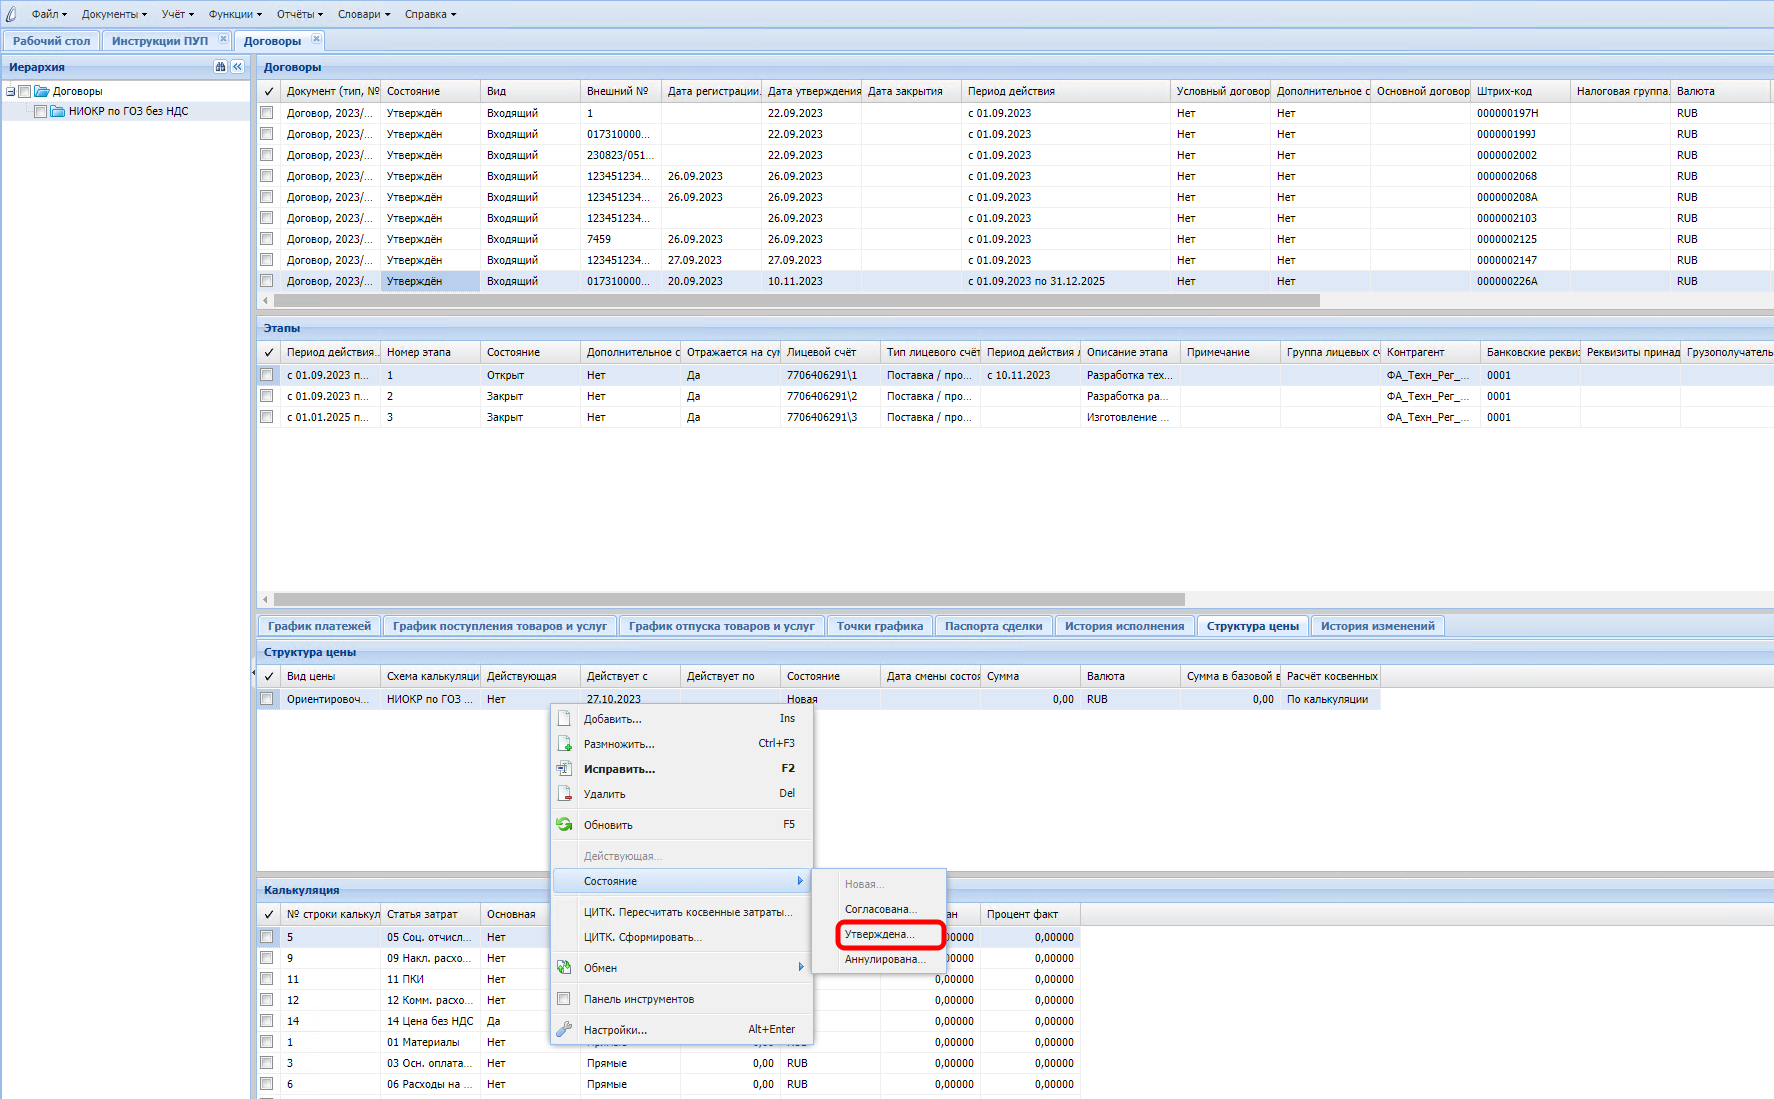 Файл Документы Учёт Функции Отчёты Словари Справка
Рабочий стол Инструкции ПУП Договоры
Иерархия
Договоры
НИОКР по ГОЗ без НДС
Договоры
Документ (тип, № Состояние Вид Внешний № Дата регистрации. Дата утверждения Дата закрытия Период действия Условный договор Дополнительное с Основной договор Штрих-код Налоговая группа. Валюта
Договор, 2023/... Утверждён Входящий 1 22.09.2023 с 01.09.2023 Нет Нет 000000197H RUB
Договор, 2023/... Утверждён Входящий 017310000... 22.09.2023 с 01.09.2023 Нет Нет 000000199J RUB
Договор, 2023/... Утверждён Входящий 230823/051... 22.09.2023 с 01.09.2023 Нет Нет 0000002002 RUB
Договор, 2023/... Утверждён Входящий 123451234... 26.09.2023 26.09.2023 с 01.09.2023 Нет Нет 0000002068 RUB
Договор, 2023/... Утверждён Входящий 123451234... 26.09.2023 26.09.2023 с 01.09.2023 Нет Нет 000000208A RUB
Договор, 2023/... Утверждён Входящий 123451234... 26.09.2023 с 01.09.2023 Нет Нет 0000002103 RUB
Договор, 2023/... Утверждён Входящий 7459 26.09.2023 26.09.2023 с 01.09.2023 Нет Нет 0000002125 RUB
Договор, 2023/... Утверждён Входящий 123451234... 27.09.2023 27.09.2023 с 01.09.2023 Нет Нет 0000002147 RUB
Договор, 2023/... Утверждён Входящий 017310000... 20.09.2023 10.11.2023 с 01.09.2023 по 31.12.2025 Нет Нет 000000226A RUB
Этапы
Период действия. Номер этапа Состояние Дополнительное с Отражается на сум Лицевой счёт Тип лицевого счёт Период действия л Описание этапа Примечание Группа лицевых сч Контрагент Банковские реквиз Реквизиты принад Грузополучатель
с 01.09.2023 п... 1 Открыт Нет Да 7706406291\1 Поставка / про... с 10.11.2023 Разработка тех... ФА_Техн_Рег_... 0001
с 01.09.2023 п... 2 Закрыт Нет Да 7706406291\2 Поставка / про... Разработка ра... ФА_Техн_Рег_... 0001
с 01.01.2025 п... 3 Закрыт Нет Да 7706406291\3 Поставка / про... Изготовление ... ФА_Техн_Рег_... 0001
График платежей График поступления товаров и услуг График отпуска товаров и услуг Точки графика Паспорта сделки История исполнения Структура цены История изменений
Структура цены
Вид цены Схема калькуляци Действующая Действует с Действует по Состояние Дата смены состоя Сумма Валюта Сумма в базовой в Расчёт косвенных
Ориентировоч... НИОКР по ГОЗ ... Нет 27.10.2023 Новая 0,00 RUB 0,00 По калькуляции
Добавить... Ins
Размножить... Ctrl+F3
Исправить... F2
Удалить Del
Обновить F5
Действующая...
Состояние
ЦИТК. Пересчитать косвенные затраты...
ЦИТК. Сформировать...
Обмен
Панель инструментов
Настройки... Alt+Enter
Новая...
Согласована...
Утверждена...
Аннулирована...
Калькуляция
№ строки калькул Статья затрат Основная ан Процент факт
5 05 Соц. отчисл... Нет 00000 0,00000
9 09 Накл. расхо... Нет 0,00000
11 11 ПКИ Нет 0,00000 0,00000
12 12 Комм. расхо... Нет 0,00000 0,00000
14 14 Цена без НДС Да 0,00000 0,00000
1 01 Материалы Нет Прямые 0,00 RUB 0,00000 0,00000
3 03 Осн. оплата... Нет Прямые 0,00 RUB 0,00000 0,00000
6 06 Расходы на ... Нет Прямые 0,00 RUB 0,00000 0,00000